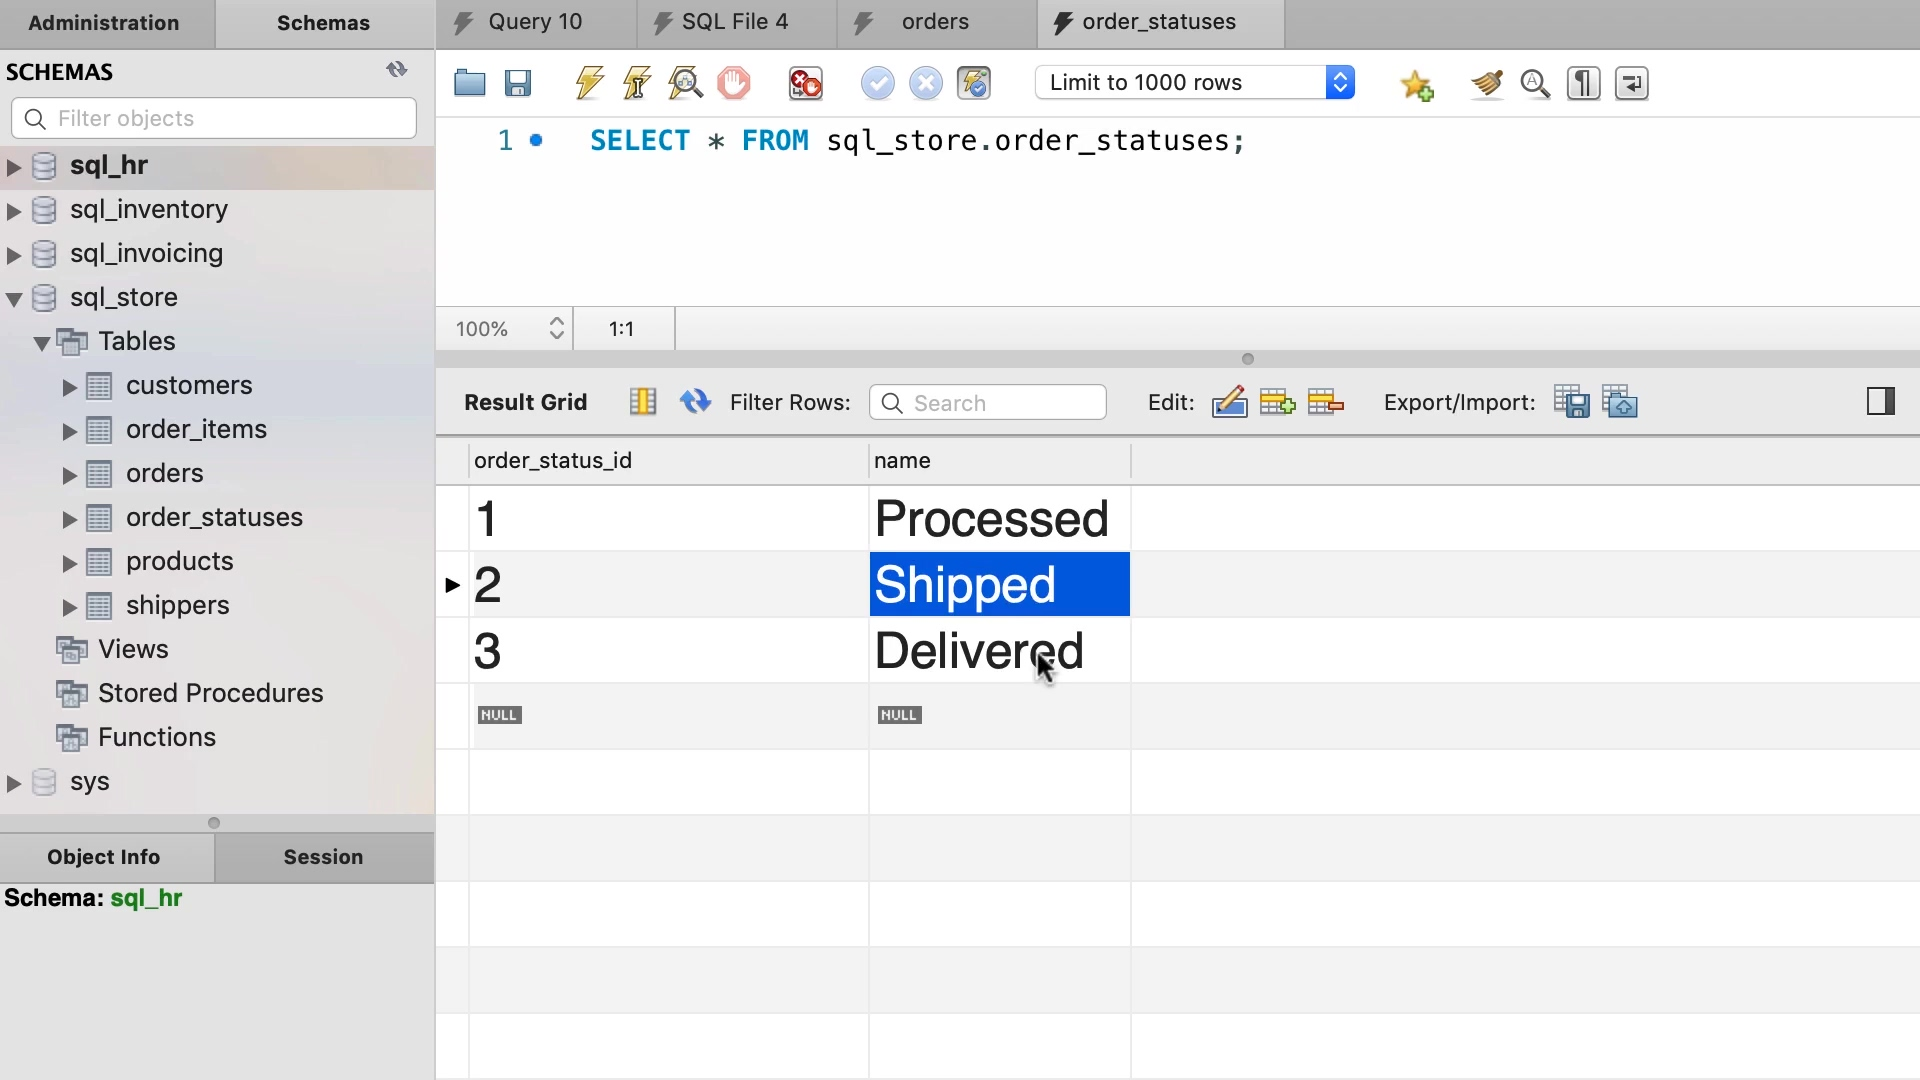 Administration
Schemas
Query 10
SQL File 4
orders
order_statuses
SCHEMAS
Filter objects
Limit to 1000 rows
1
SELECT * FROM sql_store.order_statuses;
sql_hr
sql_inventory
sql_invoicing
sql_store
Tables
customers
order_items
orders
order_statuses
products
shippers
Views
Stored Procedures
Functions
sys
Object Info
Session
Schema: sql_hr
100%
1:1
Result Grid
Filter Rows:
Search
Edit:
Export/Import:
order_status_id
name
1 Processed
2 Shipped
3 Delivered
NULL NULL